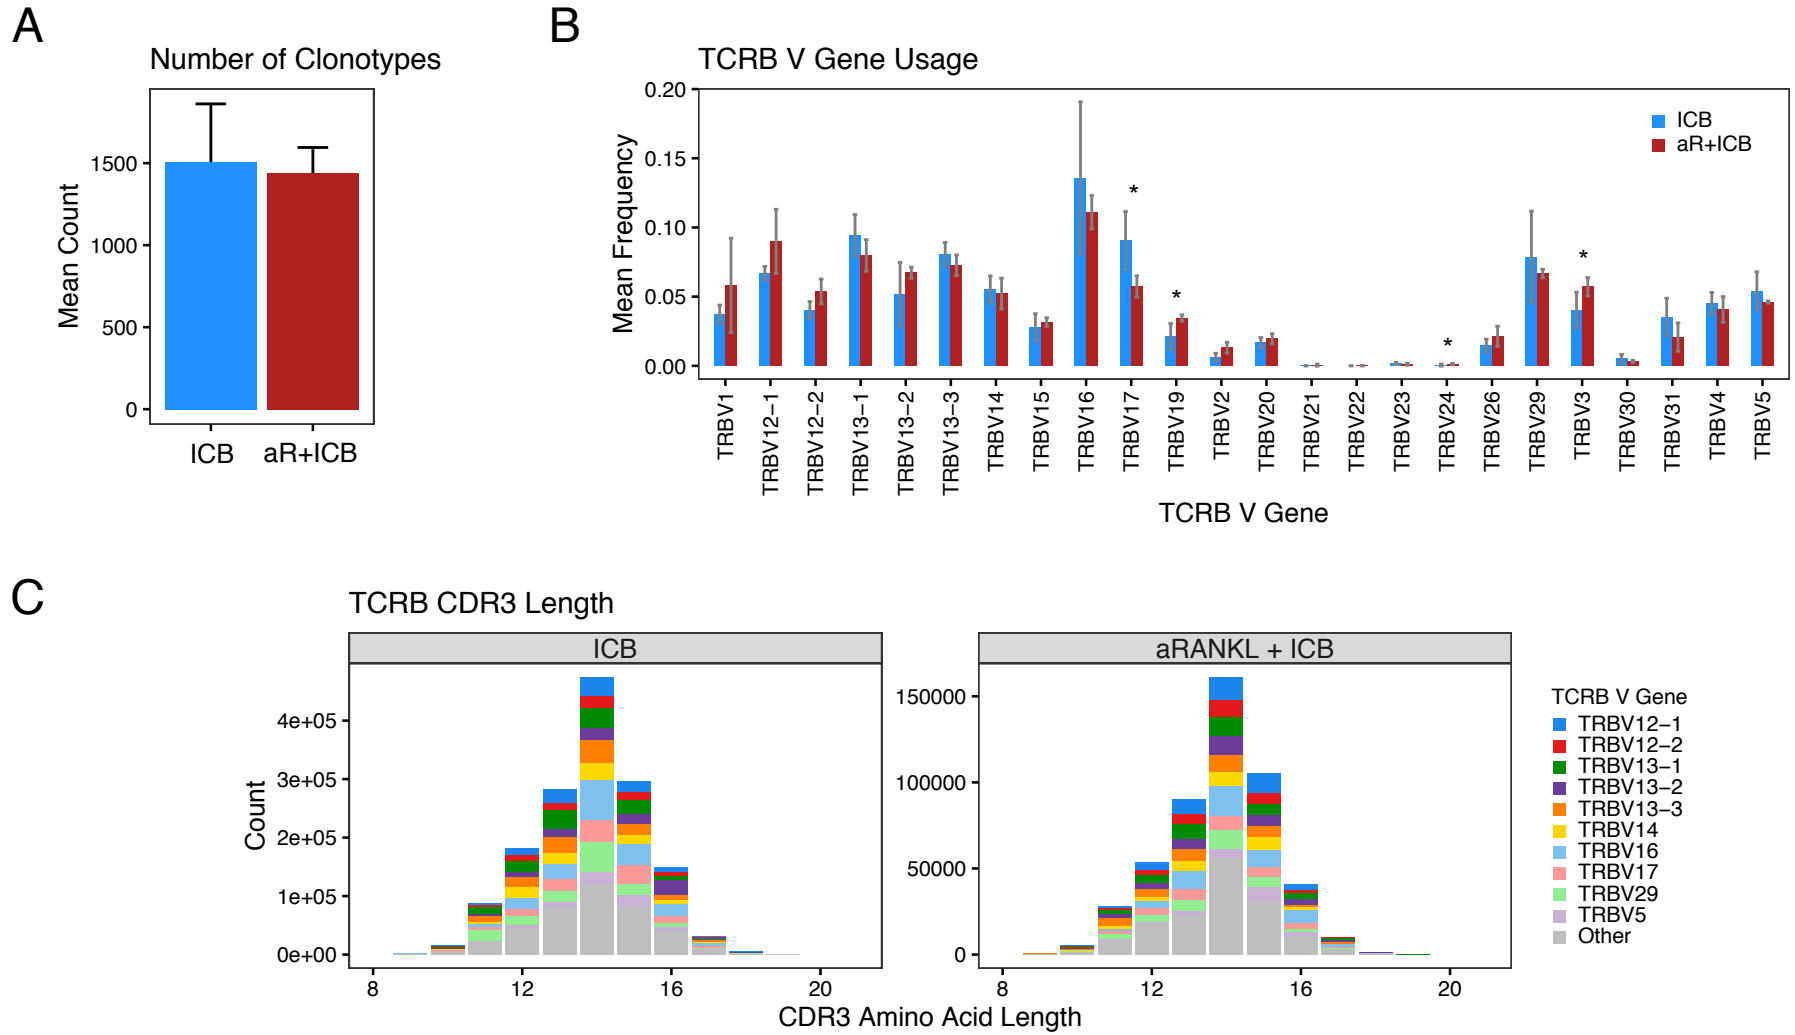 A
Number of Clonotypes
Mean Count
1500
1000
500
0
ICB
aR+ICB
B
TCRB V Gene Usage
Mean Frequency
0.20
0.15
0.10
0.05
0.00
ICB
aR+ICB
*
*
*
*
TRBV1
TRBV12−1
TRBV12−2
TRBV13−1
TRBV13−2
TRBV13−3
TRBV14
TRBV15
TRBV16
TRBV17
TRBV19
TRBV2
TRBV20
TRBV21
TRBV22
TRBV23
TRBV24
TRBV26
TRBV29
TRBV3
TRBV30
TRBV31
TRBV4
TRBV5
TCRB V Gene
C
TCRB CDR3 Length
ICB
Count
4e+05
3e+05
2e+05
1e+05
0e+00
8
12
16
20
aRANKL + ICB
150000
100000
50000
0
8
12
16
20
CDR3 Amino Acid Length
TCRB V Gene
TRBV12−1
TRBV12−2
TRBV13−1
TRBV13−2
TRBV13−3
TRBV14
TRBV16
TRBV17
TRBV29
TRBV5
Other